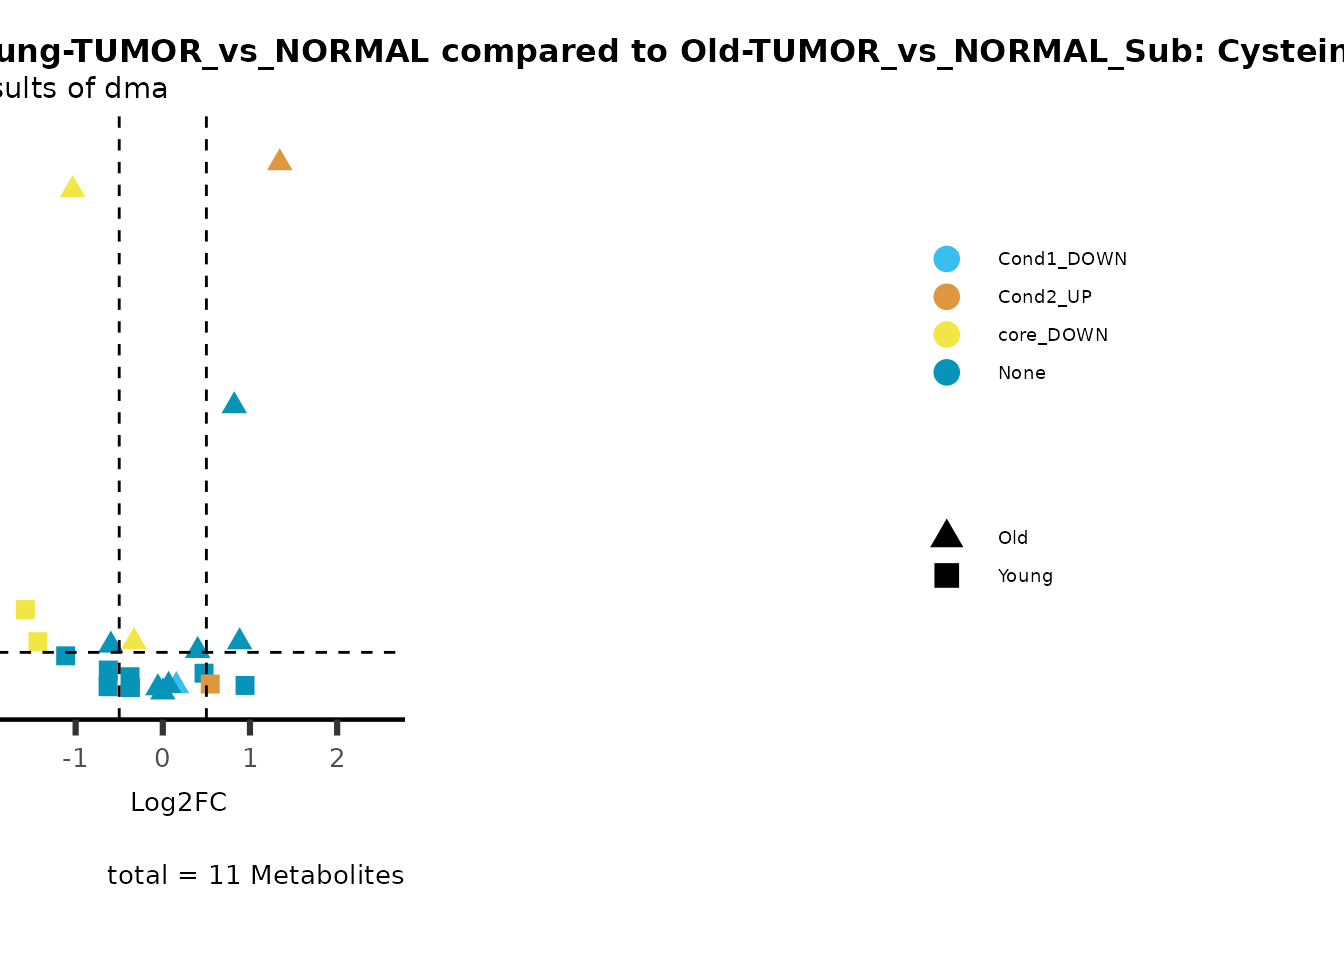 ung-TUMOR_vs_NORMAL compared to Old-TUMOR_vs_NORMAL_Sub: Cystein
sults of dma
Cond1_DOWN
Cond2_UP
core_DOWN
None
Old
Young
-1 0 1 2
Log2FC
total = 11 Metabolites